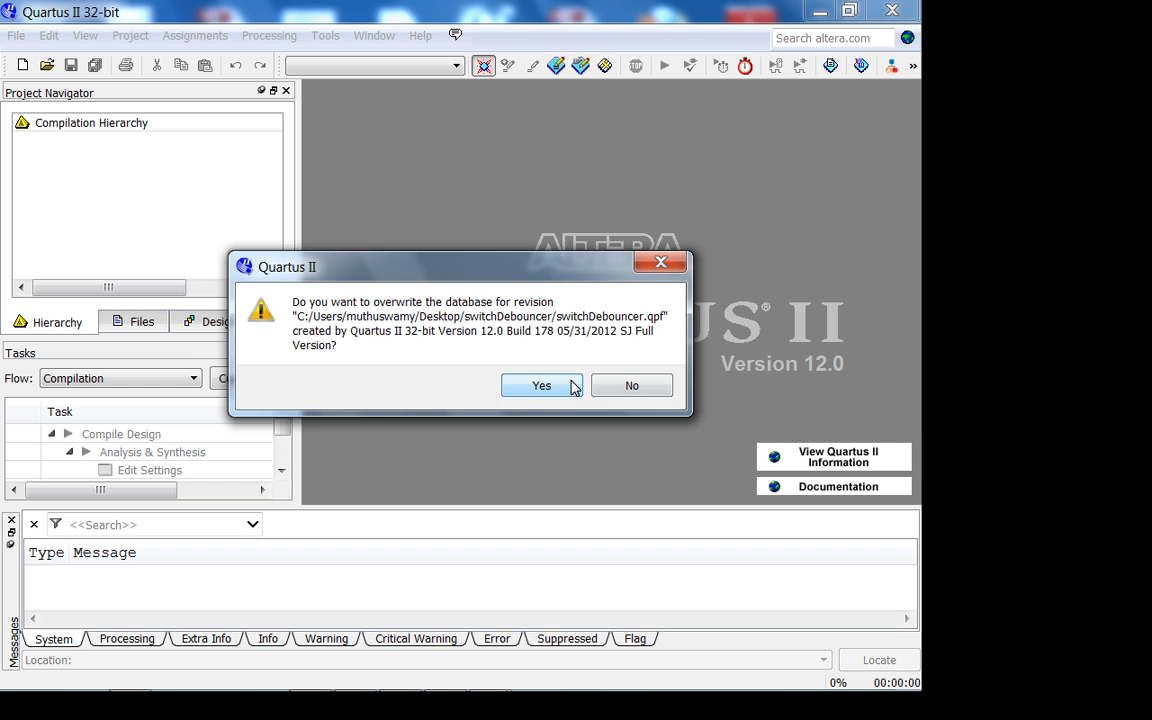 Quartus II 32-bit
File Edit View Project Assignments Processing Tools Window Help
Search altera.com
»
Project Navigator
Compilation Hierarchy
Hierarchy
Files
Tasks
Flow: Compilation
Task
Compile Design
Analysis & Synthesis
Edit Settings
Quartus II
Do you want to overwrite the database for revision
"C:/Users/muthuswamy/Desktop/switchDebouncer/switchDebouncer.qpf"
created by Quartus II 32-bit Version 12.0 Build 178 05/31/2012 SJ Full
Version?
Yes
No
II
Version 12.0
View Quartus II
Information
Documentation
<<Search>>
Type Message
Messages
System Processing Extra Info Info Warning Critical Warning Error Suppressed Flag
Location:
Locate
0% 00:00:00